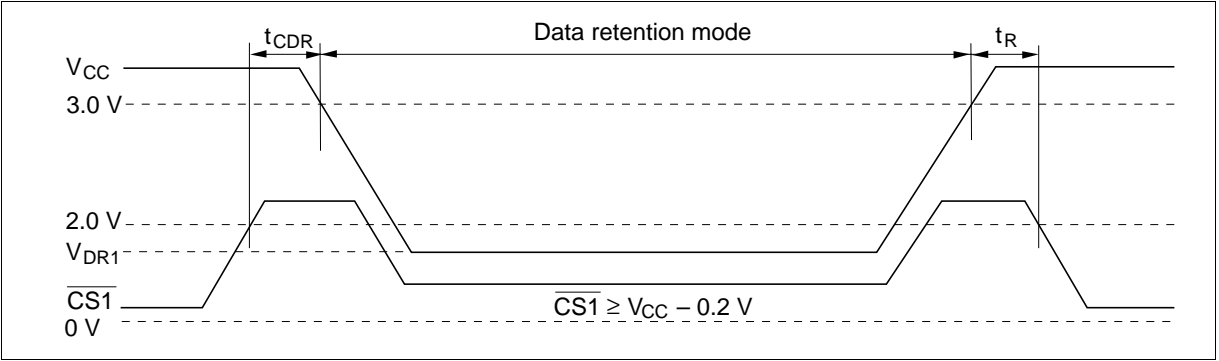 tCDR Data retention mode tR
VCC
3.0 V
2.0 V
VDR1
CS1
CS1 ≥ VCC – 0.2 V
0 V